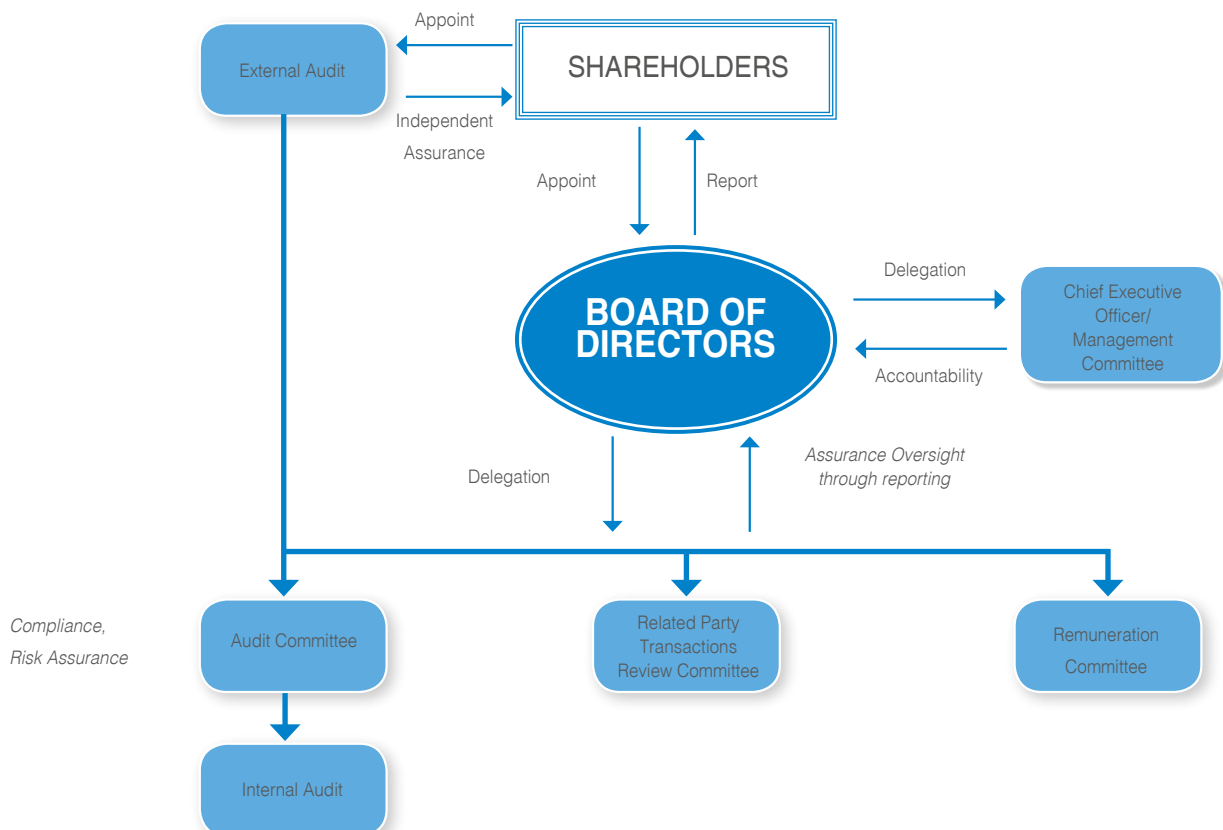 Appoint
External Audit
SHAREHOLDERS
Independent
Assurance
Appoint
Report
BOARD OF
DIRECTORS
Delegation
Chief Executive
Officer/
Management
Committee
Accountability
Delegation
Assurance Oversight
through reporting
Compliance,
Risk Assurance
Audit Committee
Related Party
Transactions
Review Committee
Remuneration
Committee
Internal Audit